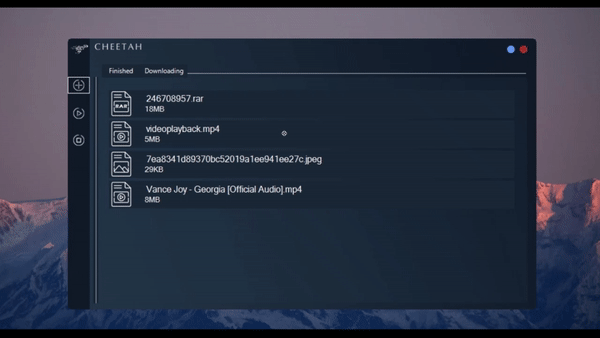 CHEETAH
Finished
Downloading
RAR
246708957.rar
18MB
videoplayback.mp4
5MB
7ea8341d89370bc52019a1ee941ee27c.jpeg
29KB
Vance Joy - Georgia [Official Audio].mp4
8MB